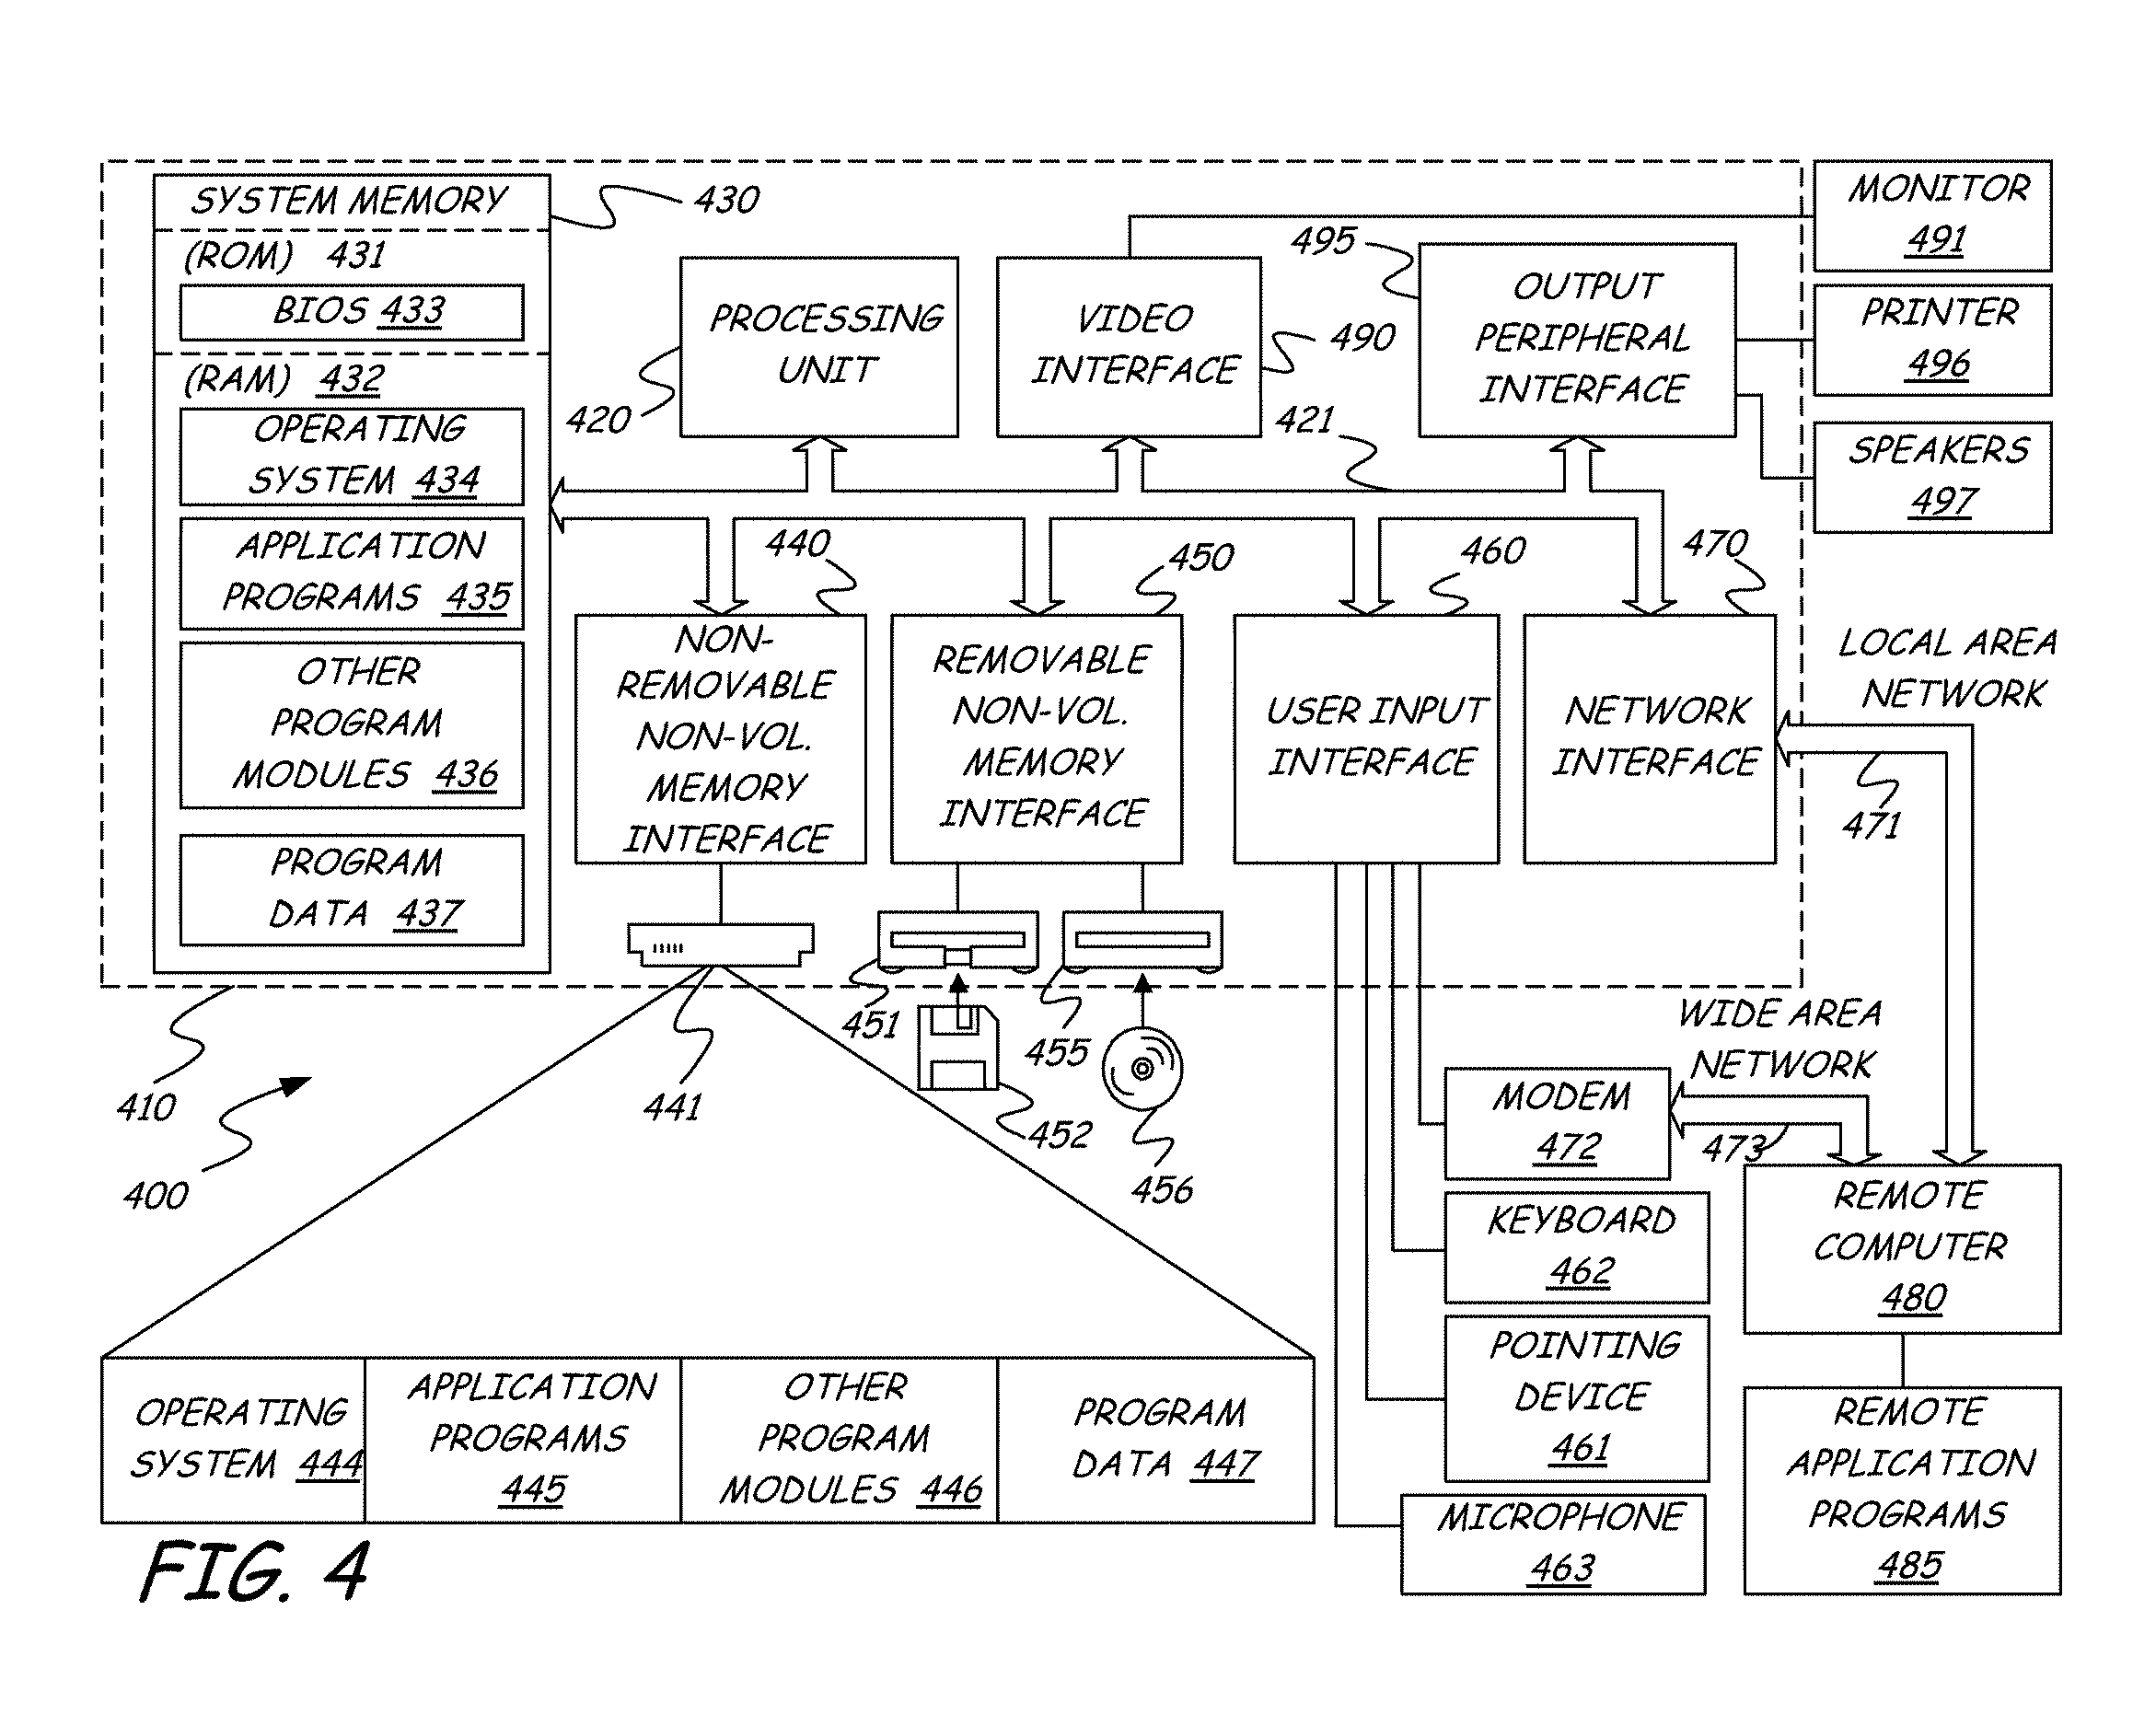 SYSTEM MEMORY
430
(ROM) 431
BIOS 433
(RAM) 432
OPERATING
SYSTEM 434
APPLICATION
PROGRAMS 435
OTHER
PROGRAM
MODULES 436
PROGRAM
DATA 437
PROCESSING
UNIT
420
VIDEO
INTERFACE
490
421
495
OUTPUT
PERIPHERAL
INTERFACE
MONITOR
491
PRINTER
496
SPEAKERS
497
440
NON-
REMOVABLE
NON-VOL.
MEMORY
INTERFACE
450
REMOVABLE
NON-VOL.
MEMORY
INTERFACE
460
USER INPUT
INTERFACE
470
NETWORK
INTERFACE
LOCAL AREA
NETWORK
471
410
400
441
451
452
455
456
WIDE AREA
NETWORK
473
MODEM
472
KEYBOARD
462
POINTING
DEVICE
461
MICROPHONE
463
REMOTE
COMPUTER
480
REMOTE
APPLICATION
PROGRAMS
485
OPERATING
SYSTEM 444
APPLICATION
PROGRAMS
445
OTHER
PROGRAM
MODULES 446
PROGRAM
DATA 447
FIG. 4